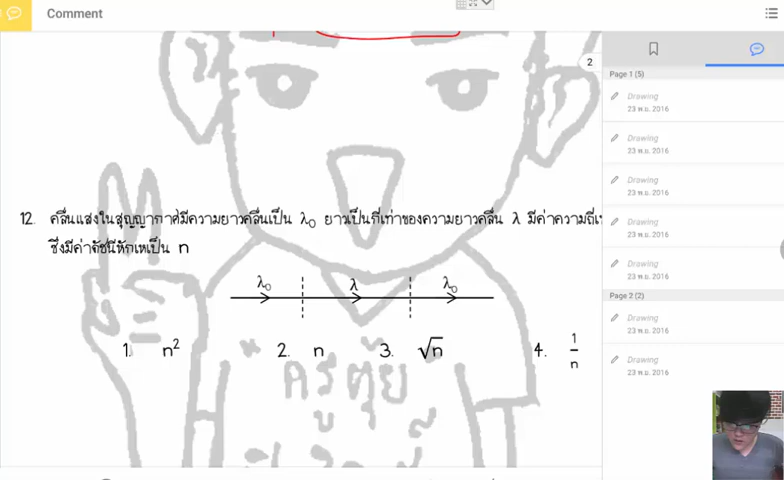 Comment
2
Page 1 (5)
Drawing
23 พ.ย. 2016
Drawing
23 พ.ย. 2016
Drawing
23 พ.ย. 2016
Drawing
23 พ.ย. 2016
Drawing
23 พ.ย. 2016
Page 2 (2)
Drawing
23 พ.ย. 2016
Drawing
23 พ.ย. 2016
12. คลื่นแสงในสุญญากาศมีความยาวคลื่นเป็น λ₀ ยาวเป็นกี่เท่าของความยาวคลื่น λ มีค่าความถี่เท
ซึ่งมีค่าดัชนีหักเหเป็น n
λ₀ λ λ₀
1. n² 2. n 3. √n 4. 1/n
ครูตุ้ย